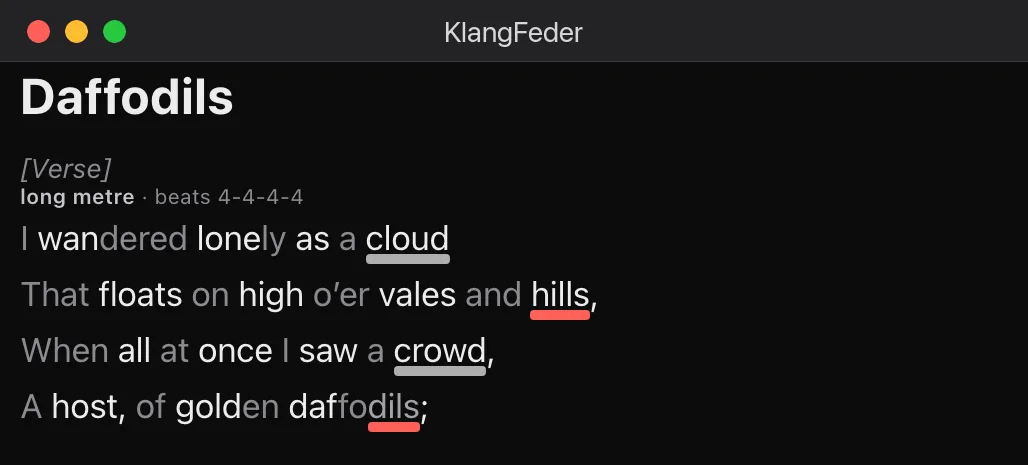 KlangFeder
Daffodils
[Verse]
long metre · beats 4-4-4-4
I wandered lonely as a cloud
That floats on high o’er vales and hills,
When all at once I saw a crowd,
A host, of golden daffodils;